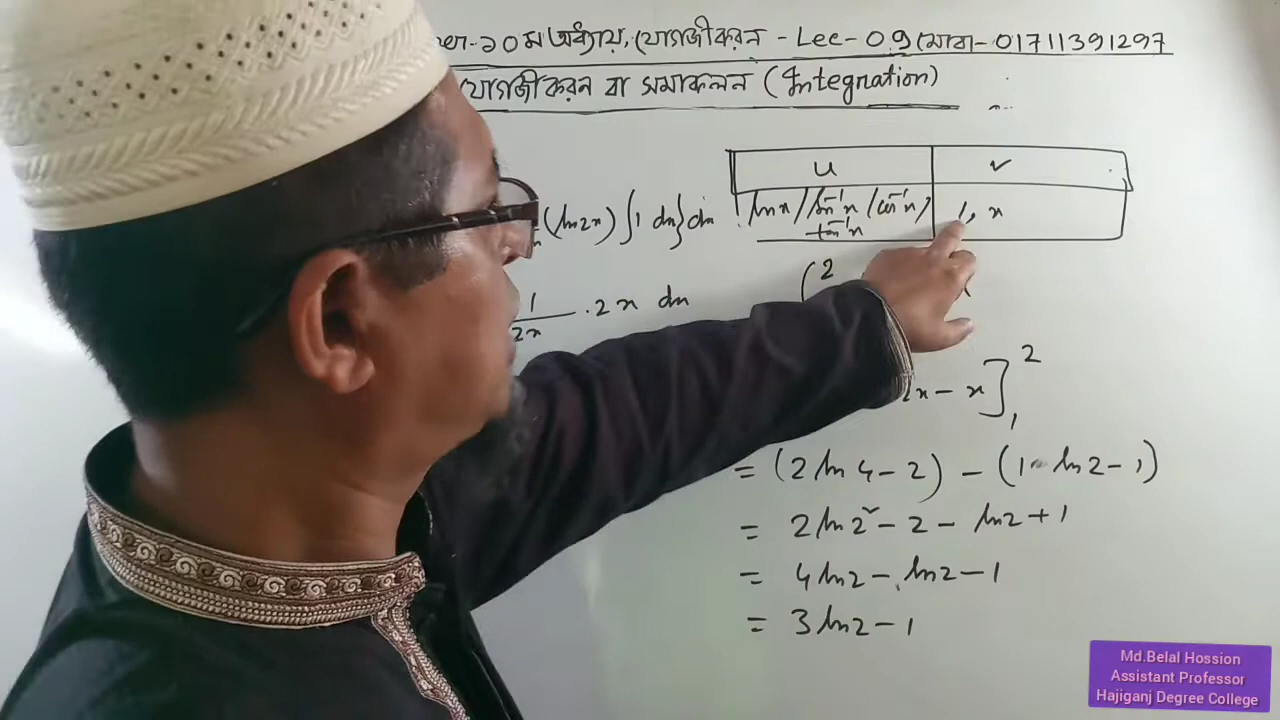 ১০ম অধ্যায়, যোগজীকরন - Lec-09 (মোবা- 01711391297
যোগজীকরন বা সমাকলন (Integration)
u v
lnx / sin⁻¹x / cos⁻¹x / tan⁻¹x 1, x
(ln2x) ∫1 dx} dx
1/2x · 2x dx
2
2x - x]₁²
= (2ln4 - 2) - (1·ln2 - 1)
= 2ln2² - 2 - ln2 + 1
= 4ln2 - ln2 - 1
= 3ln2 - 1
Md.Belal Hossion
Assistant Professor
Hajiganj Degree College